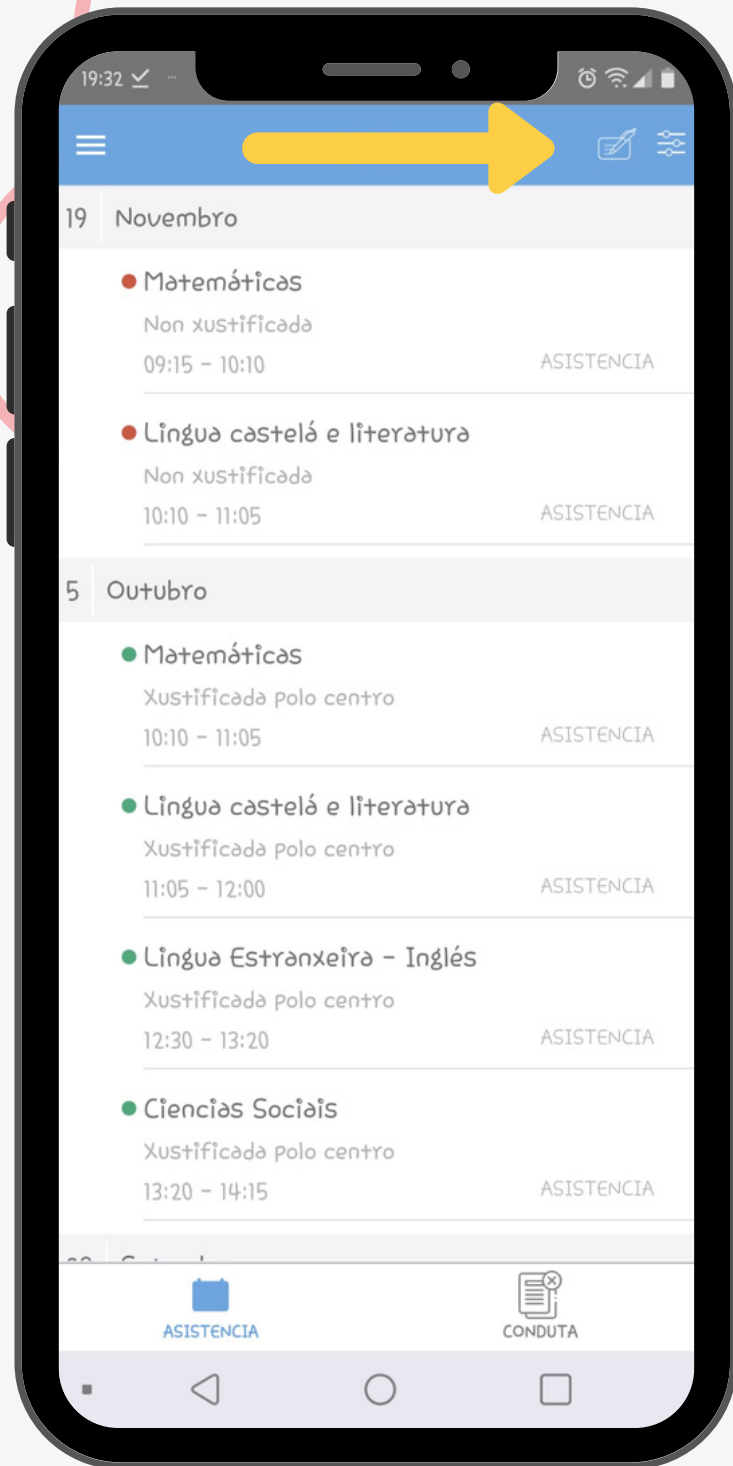 19:32
19 Novembro
Matemáticas
Non xustificada
09:15 - 10:10 ASISTENCIA
Lingua castelá e literatura
Non xustificada
10:10 - 11:05 ASISTENCIA
5 Outubro
Matemáticas
Xustificada polo centro
10:10 - 11:05 ASISTENCIA
Lingua castelá e literatura
Xustificada polo centro
11:05 - 12:00 ASISTENCIA
Lingua Estranxeira - Inglés
Xustificada polo centro
12:30 - 13:20 ASISTENCIA
Ciencias Sociais
Xustificada polo centro
13:20 - 14:15 ASISTENCIA
ASISTENCIA CONDUTA